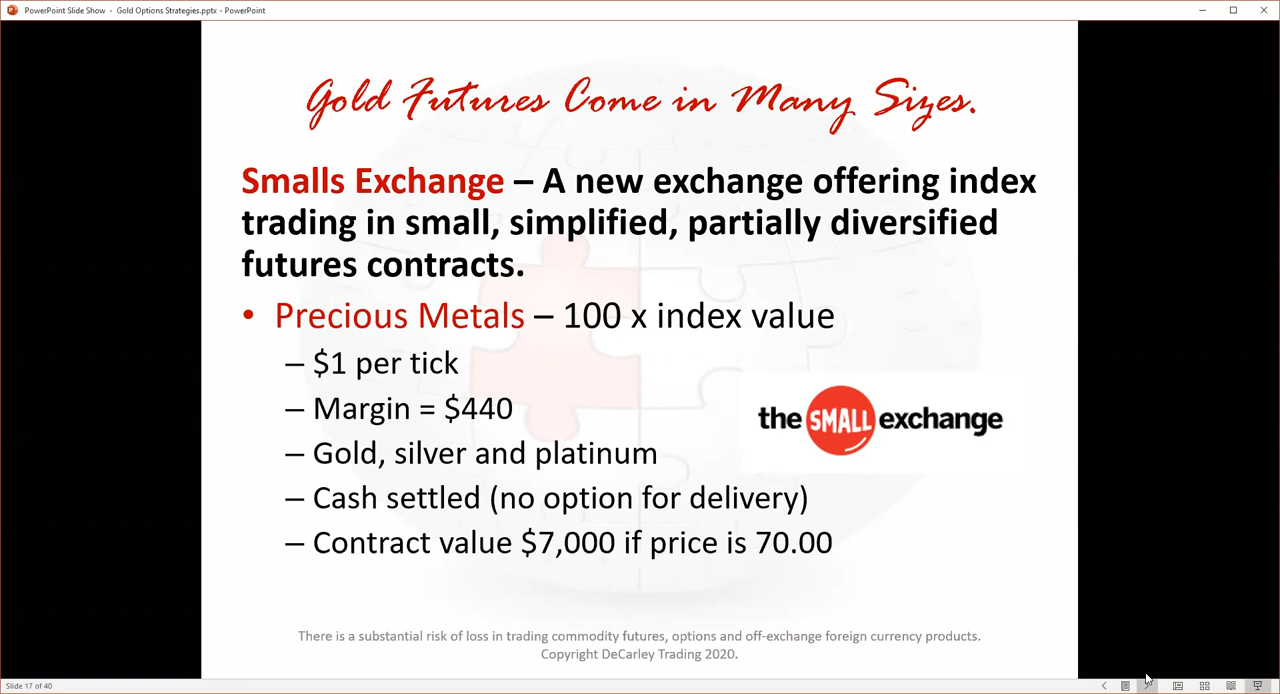 PowerPoint Slide Show - Gold Options Strategies.pptx - PowerPoint
Gold Futures Come in Many Sizes.
Smalls Exchange – A new exchange offering index
trading in small, simplified, partially diversified
futures contracts.
• Precious Metals – 100 x index value
– $1 per tick
– Margin = $440
– Gold, silver and platinum
– Cash settled (no option for delivery)
– Contract value $7,000 if price is 70.00
the SMALL exchange
There is a substantial risk of loss in trading commodity futures, options and off-exchange foreign currency products.
Copyright DeCarley Trading 2020.
Slide 17 of 40